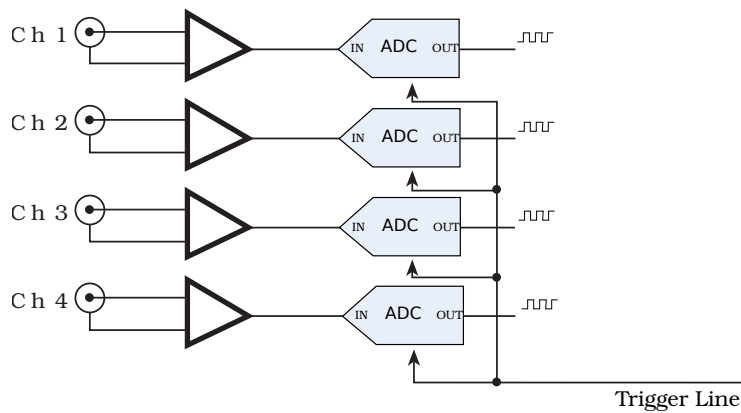 Ch 1
IN ADC OUT
Ch 2
IN ADC OUT
Ch 3
IN ADC OUT
Ch 4
IN ADC OUT
Trigger Line